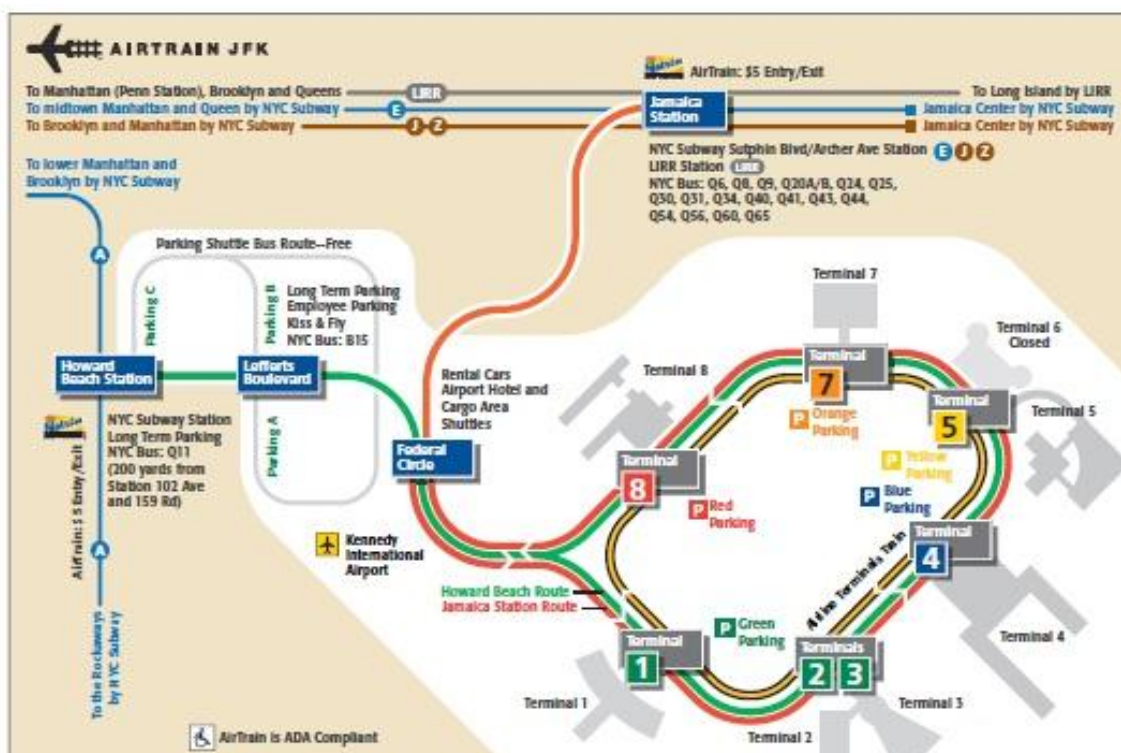 AIRTRAIN JFK
AirTrain: $5 Entry/Exit
To Manhattan (Penn Station), Brooklyn and Queens
LIRR
To Long Island by LIRR
To midtown Manhattan and Queen by NYC Subway
E
Jamaica
Station
Jamaica Center by NYC Subway
To Brooklyn and Manhattan by NYC Subway
J Z
Jamaica Center by NYC Subway
NYC Subway Sutphin Blvd/Archer Ave Station E J Z
LIRR Station LIRR
NYC Bus: Q6, Q8, Q9, Q20A/B, Q24, Q25,
Q30, Q31, Q34, Q40, Q41, Q43, Q44,
Q54, Q56, Q60, Q65
To lower Manhattan and
Brooklyn by NYC Subway
A
Parking Shuttle Bus Route--Free
Parking C
Parking B
Long Term Parking
Employee Parking
Kiss & Fly
NYC Bus: B15
Howard
Beach Station
Lefferts
Boulevard
Parking A
AirTrain: $5 Entry/Exit
NYC Subway Station
Long Term Parking
NYC Bus: Q11
(200 yards from
Station 102 Ave
and 159 Rd)
A
To the Rockaways
by NYC Subway
Rental Cars
Airport Hotel and
Cargo Area
Shuttles
Federal
Circle
Kennedy
International
Airport
Terminal 7
Terminal
7
P Orange
Parking
Terminal 6
Closed
Terminal 8
Terminal
8
P Red
Parking
Terminal
5
Terminal 5
P Yellow
Parking
P Blue
Parking
Terminal
4
Terminal 4
Airline Terminals Train
Howard Beach Route
Jamaica Station Route
P Green
Parking
Terminal
1
Terminal 1
Terminals
2 3
Terminal 3
Terminal 2
AirTrain is ADA Compliant